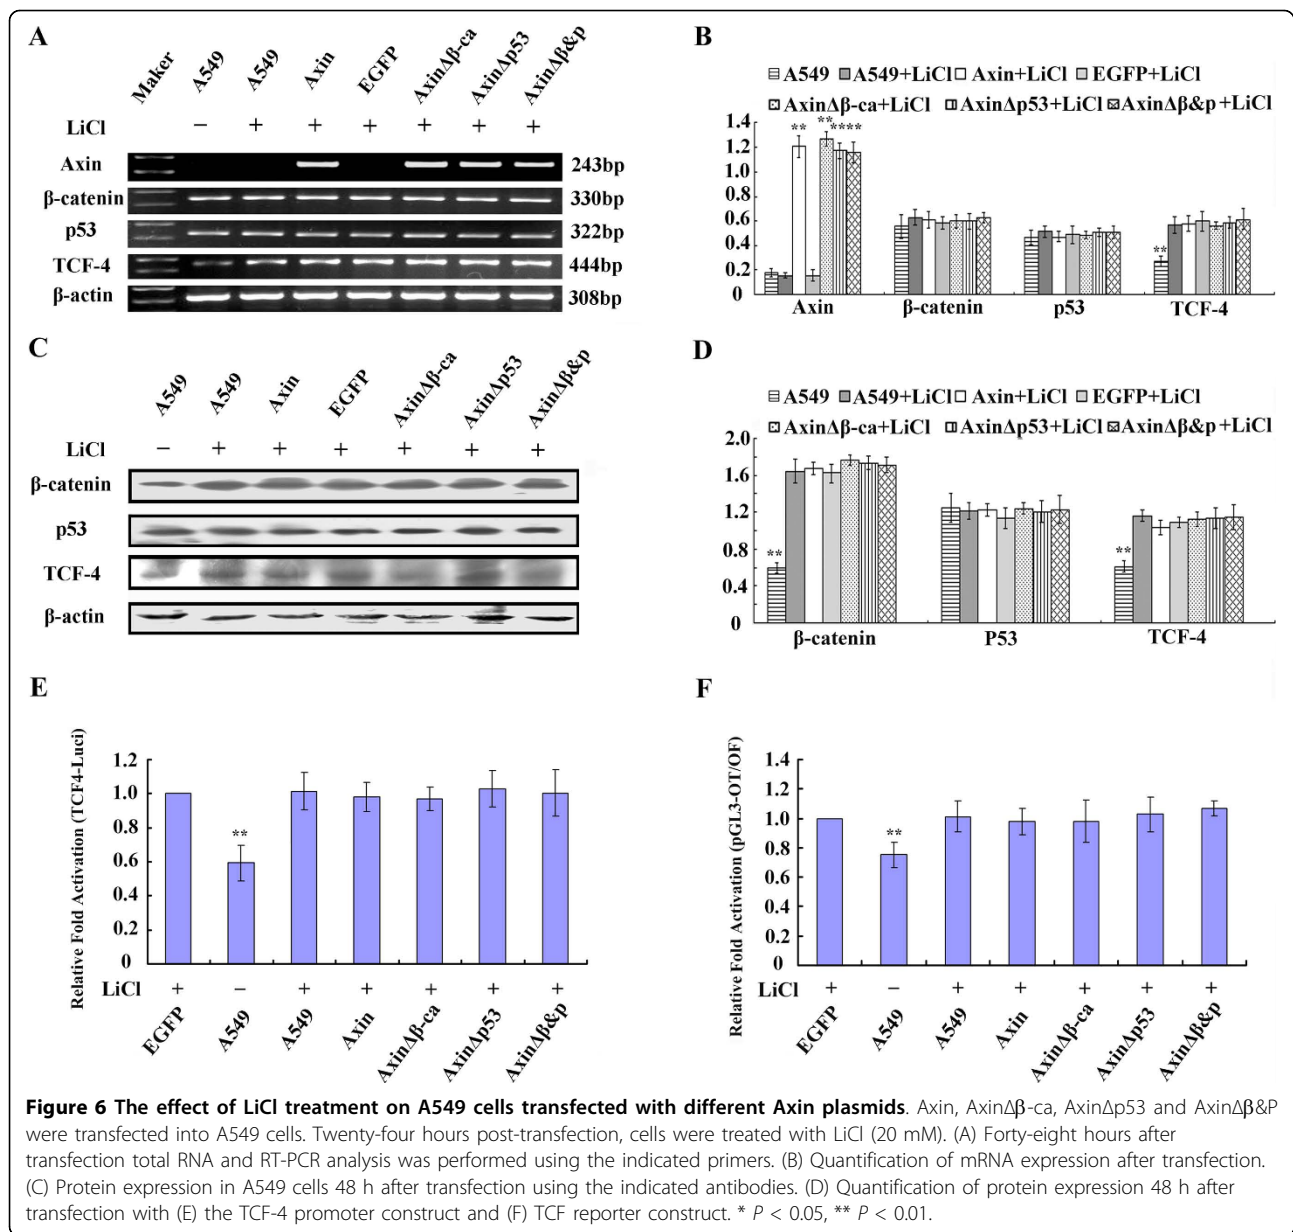 A
Maker
A549
A549
Axin
EGFP
AxinΔβ-ca
AxinΔp53
AxinΔβ&p
LiCl − + + + + + +
Axin 243bp
β-catenin 330bp
p53 322bp
TCF-4 444bp
β-actin 308bp
B
A549 A549+LiCl Axin+LiCl EGFP+LiCl
AxinΔβ-ca+LiCl AxinΔp53+LiCl AxinΔβ&p +LiCl
1.4
1.2
1.0
0.8
0.6
0.4
0.2
0
** ** **** **
Axin β-catenin p53 TCF-4
C
A549
A549
Axin
EGFP
AxinΔβ-ca
AxinΔp53
AxinΔβ&p
LiCl − + + + + + +
β-catenin
p53
TCF-4
β-actin
D
A549 A549+LiCl Axin+LiCl EGFP+LiCl
AxinΔβ-ca+LiCl AxinΔp53+LiCl AxinΔβ&p +LiCl
2.0
1.6
1.2
0.8
0.4
0
** **
β-catenin P53 TCF-4
E
Relative Fold Activation (TCF4-Luci)
1.2
1.0
0.8
0.6
0.4
0.2
0
**
LiCl + − + + + + +
EGFP
A549
A549
Axin
AxinΔβ-ca
AxinΔp53
AxinΔβ&p
F
Relative Fold Activation (pGL3-OT/OF)
1.4
1.2
1.0
0.8
0.6
0.4
0.2
0
**
LiCl + − + + + + +
EGFP
A549
A549
Axin
AxinΔβ-ca
AxinΔp53
AxinΔβ&p
Figure 6 The effect of LiCl treatment on A549 cells transfected with different Axin plasmids. Axin, AxinΔβ-ca, AxinΔp53 and AxinΔβ&P
were transfected into A549 cells. Twenty-four hours post-transfection, cells were treated with LiCl (20 mM). (A) Forty-eight hours after
transfection total RNA and RT-PCR analysis was performed using the indicated primers. (B) Quantification of mRNA expression after transfection.
(C) Protein expression in A549 cells 48 h after transfection using the indicated antibodies. (D) Quantification of protein expression 48 h after
transfection with (E) the TCF-4 promoter construct and (F) TCF reporter construct. * P < 0.05, ** P < 0.01.